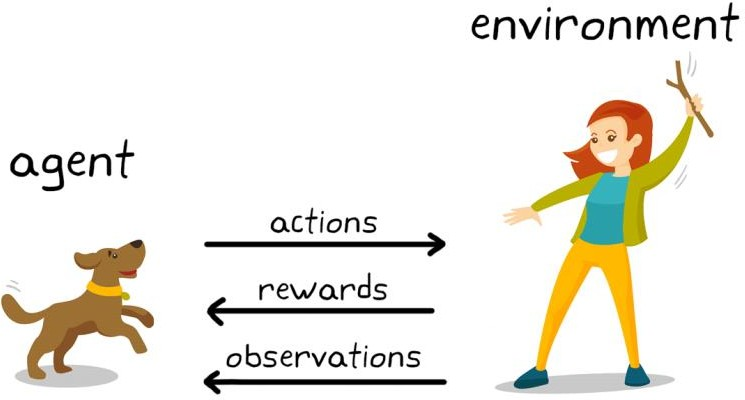 environment
agent
actions
rewards
observations